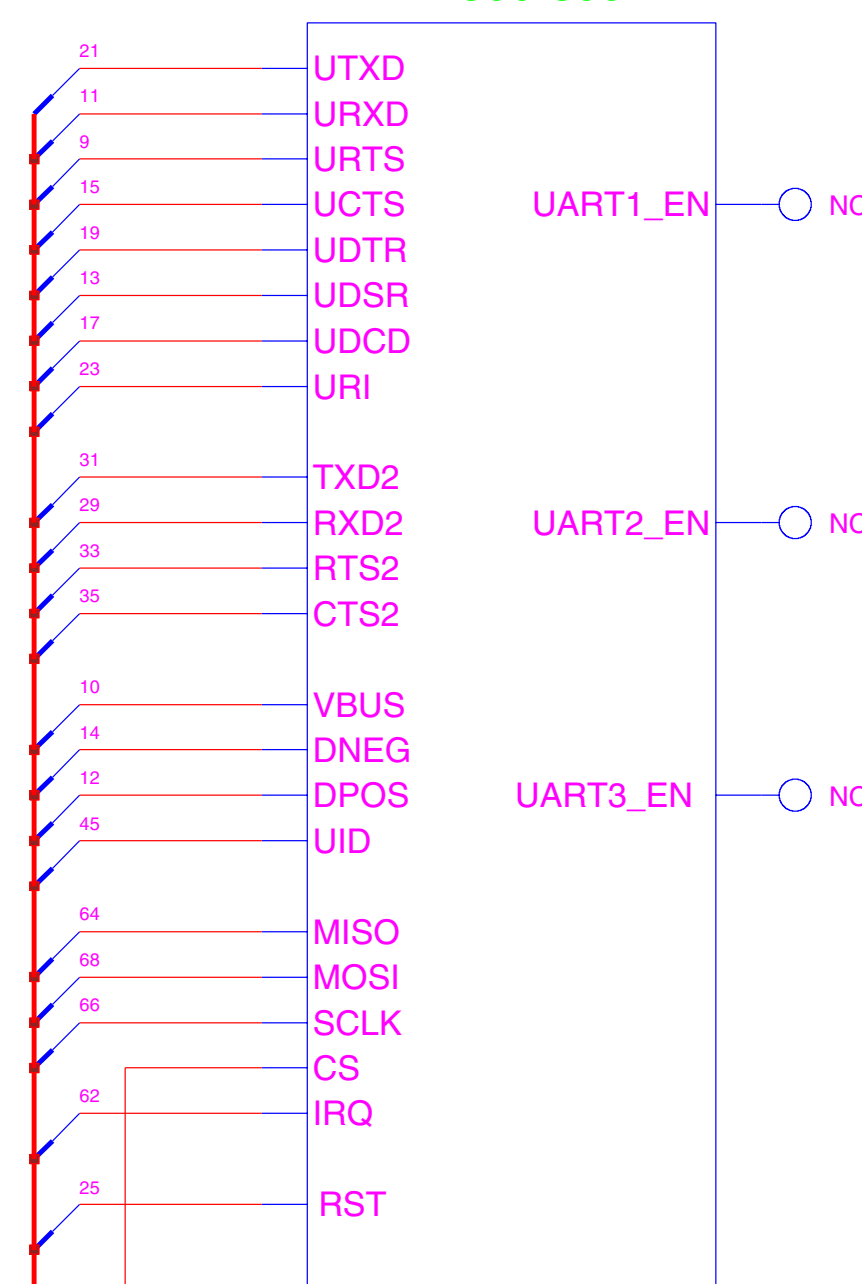 21
UTXD
11
URXD
9
URTS
15
UCTS
UART1_EN
19
UDTR
13
UDSR
17
UDCD
23
URI
31
TXD2
29
RXD2
UART2_EN
33
RTS2
35
CTS2
10
VBUS
14
DNEG
12
DPOS
UART3_EN
45
UID
64
MISO
68
MOSI
66
SCLK
CS
62
IRQ
25
RST